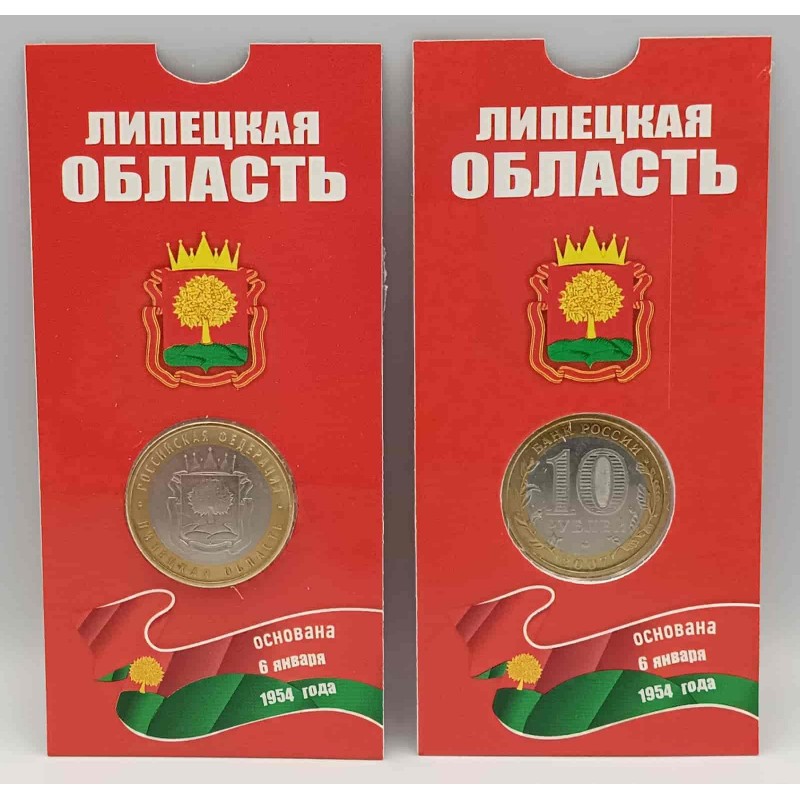 ЛИПЕЦКАЯ
ОБЛАСТЬ
РОССИЙСКАЯ ФЕДЕРАЦИЯ
ЛИПЕЦКАЯ ОБЛАСТЬ
основана
6 января
1954 года
ЛИПЕЦКАЯ
ОБЛАСТЬ
БАНК РОССИИ
10
РУБЛЕЙ
основана
6 января
1954 года